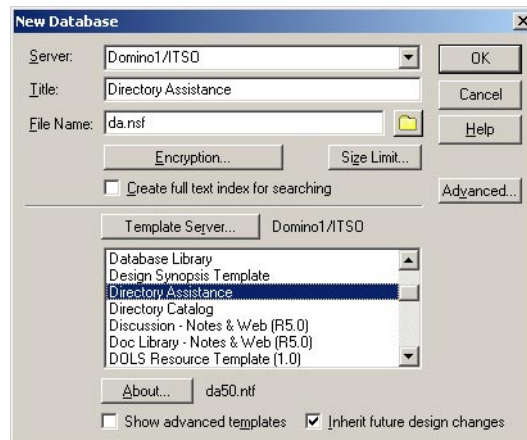 New Database
Server: Domino1/ITSO OK
Title: Directory Assistance Cancel
File Name: da.nsf Help
Encryption... Size Limit...
Create full text index for searching Advanced...
Template Server... Domino1/ITSO
Database Library
Design Synopsis Template
Directory Assistance
Directory Catalog
Discussion - Notes & Web (R5.0)
Doc Library - Notes & Web (R5.0)
DOLS Resource Template (1.0)
About... da50.ntf
Show advanced templates Inherit future design changes